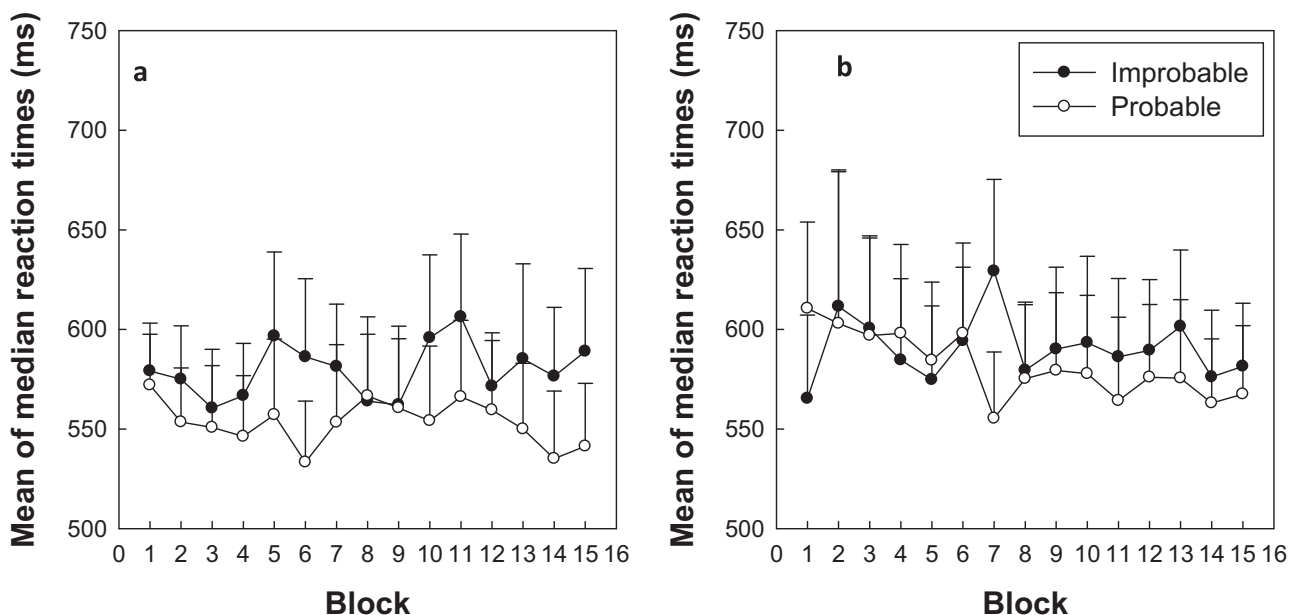 Mean of median reaction times (ms)
750
700
650
600
550
500
a
0 1 2 3 4 5 6 7 8 9 10 11 12 13 14 15 16
Block
Mean of median reaction times (ms)
750
700
650
600
550
500
b
Improbable
Probable
0 1 2 3 4 5 6 7 8 9 10 11 12 13 14 15 16
Block